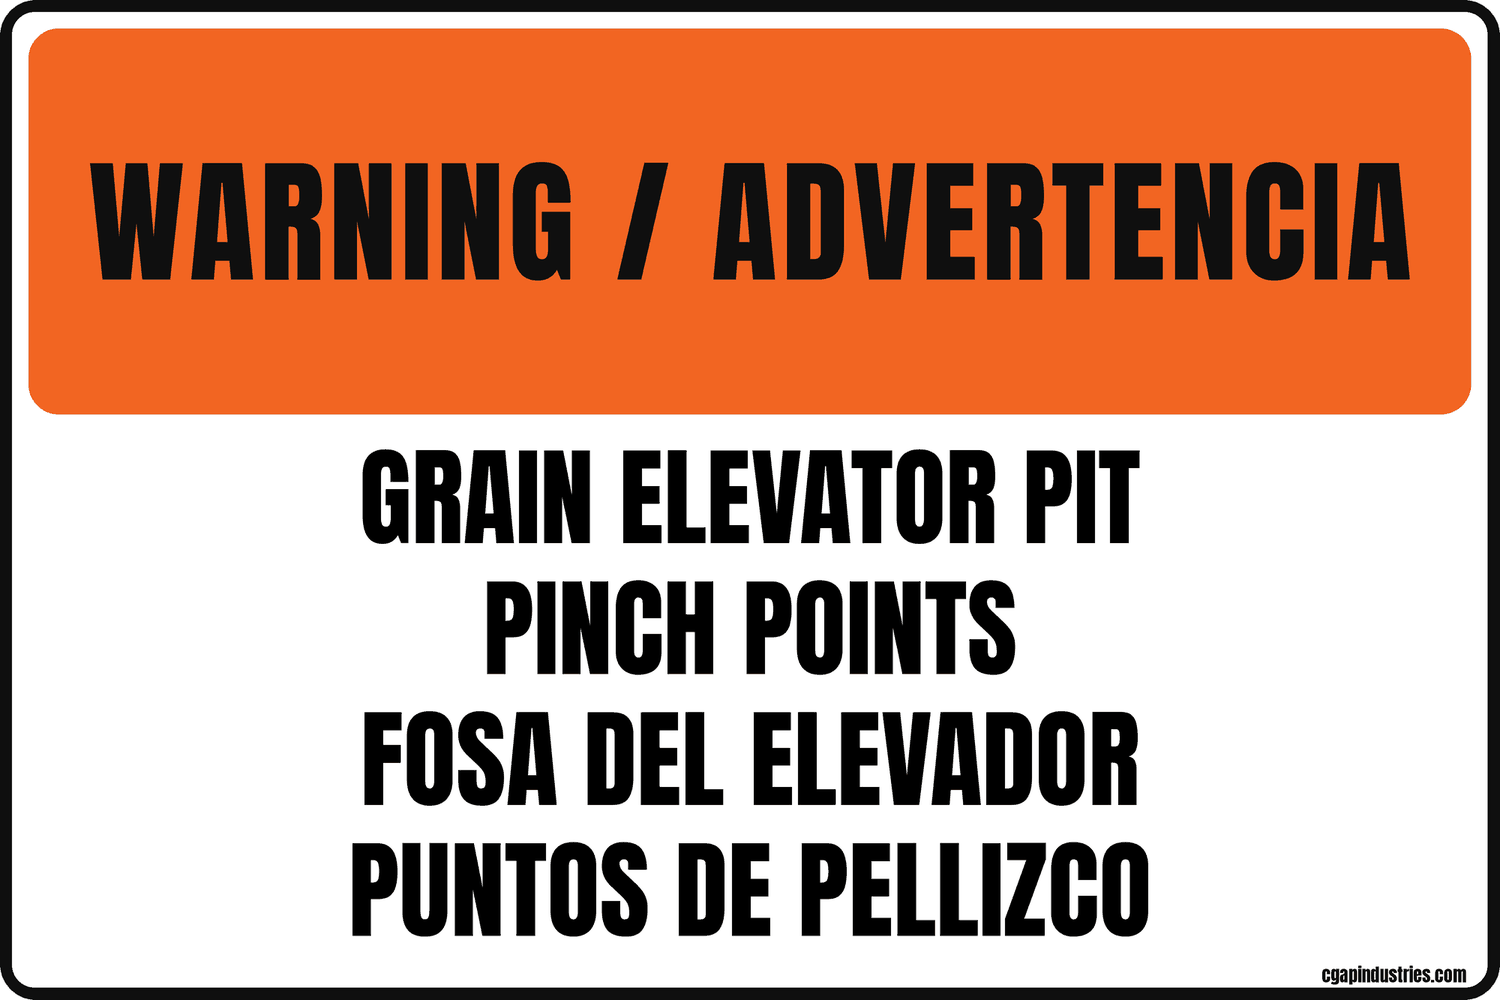 WARNING / ADVERTENCIA
GRAIN ELEVATOR PIT
PINCH POINTS
FOSA DEL ELEVADOR
PUNTOS DE PELLIZCO
cgapindustries.com